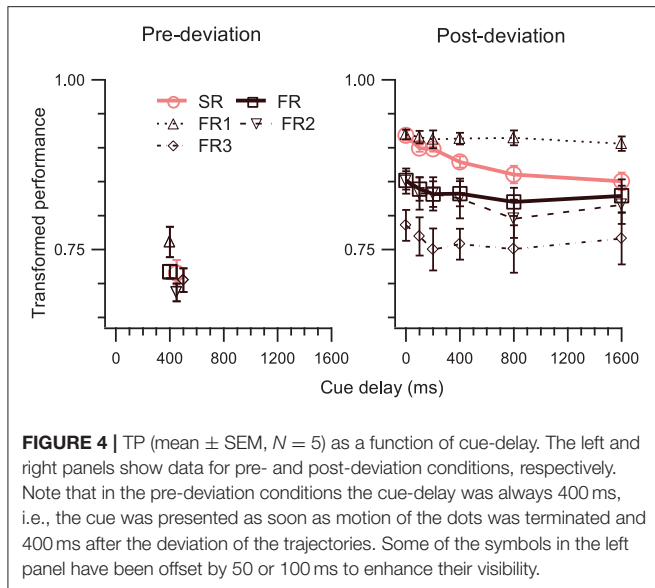 Pre-deviation Post-deviation
1.00 1.00
SR FR
FR1 FR2
FR3
Transformed performance
0.75 0.75
0 400 800 1200 1600 0 400 800 1200 1600
Cue delay (ms)
FIGURE 4 | TP (mean ± SEM, N = 5) as a function of cue-delay. The left and
right panels show data for pre- and post-deviation conditions, respectively.
Note that in the pre-deviation conditions the cue-delay was always 400 ms,
i.e., the cue was presented as soon as motion of the dots was terminated and
400 ms after the deviation of the trajectories. Some of the symbols in the left
panel have been offset by 50 or 100 ms to enhance their visibility.